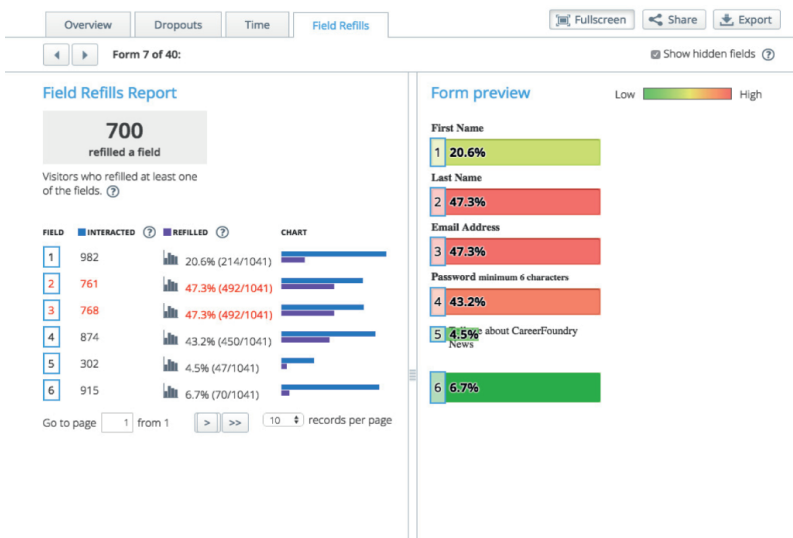 Overview Dropouts Time Field Refills Fullscreen Share Export
Form 7 of 40: Show hidden fields ?
Field Refills Report
700
refilled a field
Visitors who refilled at least one
of the fields. ?
FIELD INTERACTED ? REFILLED ? CHART
1 982 20.6% (214/1041)
2 761 47.3% (492/1041)
3 768 47.3% (492/1041)
4 874 43.2% (450/1041)
5 302 4.5% (47/1041)
6 915 6.7% (70/1041)
Go to page 1 from 1 > >> 10 records per page
Form preview Low High
First Name
1 20.6%
Last Name
2 47.3%
Email Address
3 47.3%
Password minimum 6 characters
4 43.2%
5 4.5% about CareerFoundry
News
6 6.7%